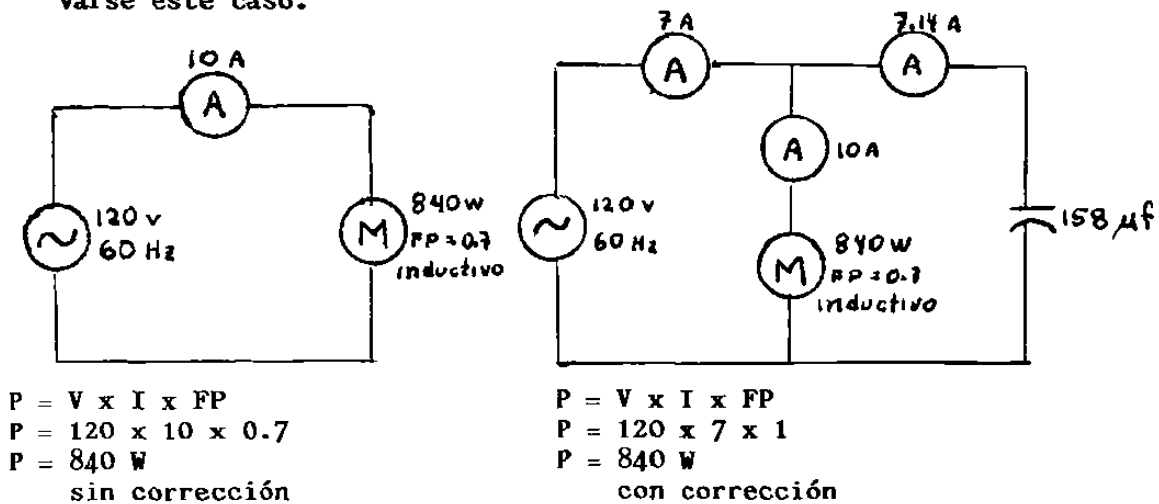 varse este caso.
10 A
A
120 v
60 Hz
M
840 W
FP = 0.7
inductivo
P = V x I x FP
P = 120 x 10 x 0.7
P = 840 W
sin corrección
7 A
A
7.14 A
A
A
10 A
120 v
60 Hz
M
840 W
FP = 0.7
inductivo
158 µf
P = V x I x FP
P = 120 x 7 x 1
P = 840 W
con corrección